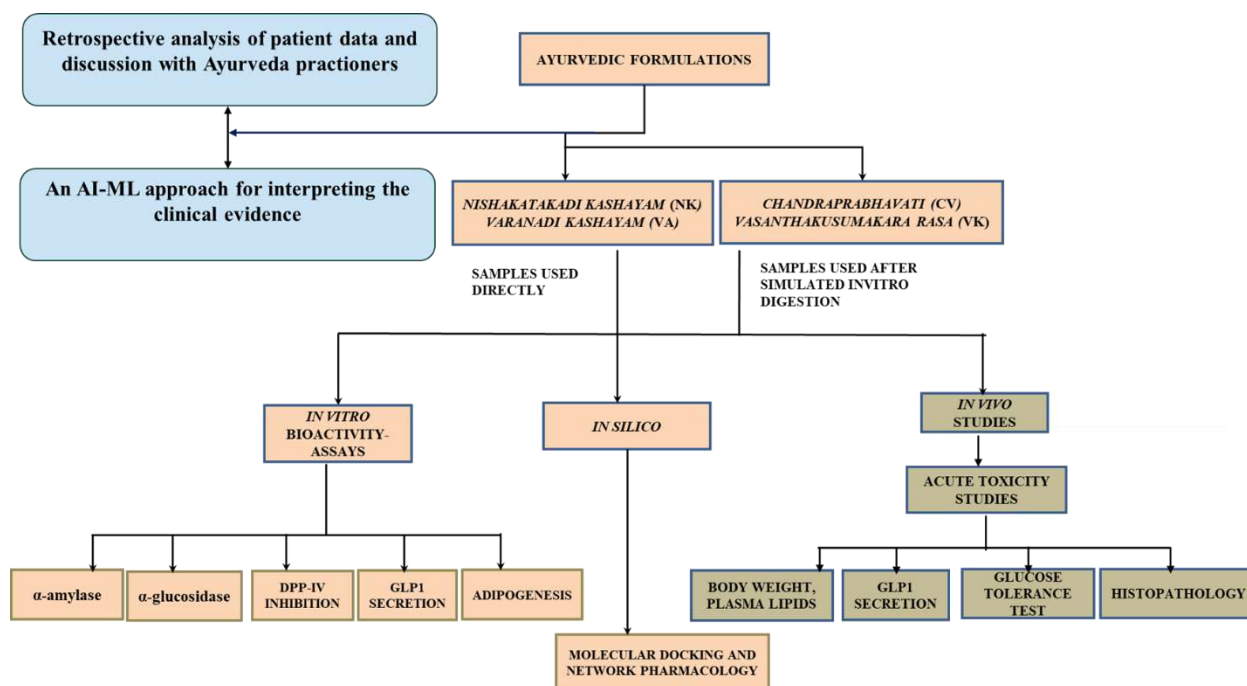 Retrospective analysis of patient data and
discussion with Ayurveda practioners
AYURVEDIC FORMULATIONS
An AI-ML approach for interpreting the
clinical evidence
NISHAKATAKADI KASHAYAM (NK)
VARANADI KASHAYAM (VA)
CHANDRAPRABHAVATI (CV)
VASANTHAKUSUMAKARA RASA (VK)
SAMPLES USED
DIRECTLY
SAMPLES USED AFTER
SIMULATED INVITRO
DIGESTION
IN VITRO
BIOACTIVITY-
ASSAYS
IN SILICO
IN VIVO
STUDIES
ACUTE TOXICITY
STUDIES
α-amylase
α-glucosidase
DPP-IV
INHIBITION
GLP1
SECRETION
ADIPOGENESIS
BODY WEIGHT,
PLASMA LIPIDS
GLP1
SECRETION
GLUCOSE
TOLERANCE
TEST
HISTOPATHOLOGY
MOLECULAR DOCKING AND
NETWORK PHARMACOLOGY